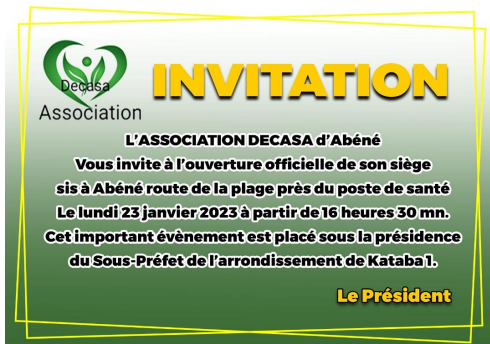 Decasa
Association
INVITATION
L'ASSOCIATION DECASA d'Abéné
Vous invite à l'ouverture officielle de son siège
sis à Abéné route de la plage près du poste de santé
Le lundi 23 janvier 2023 à partir de 16 heures 30 mn.
Cet important évènement est placé sous la présidence
du Sous-Préfet de l'arrondissement de Kataba 1.
Le Président